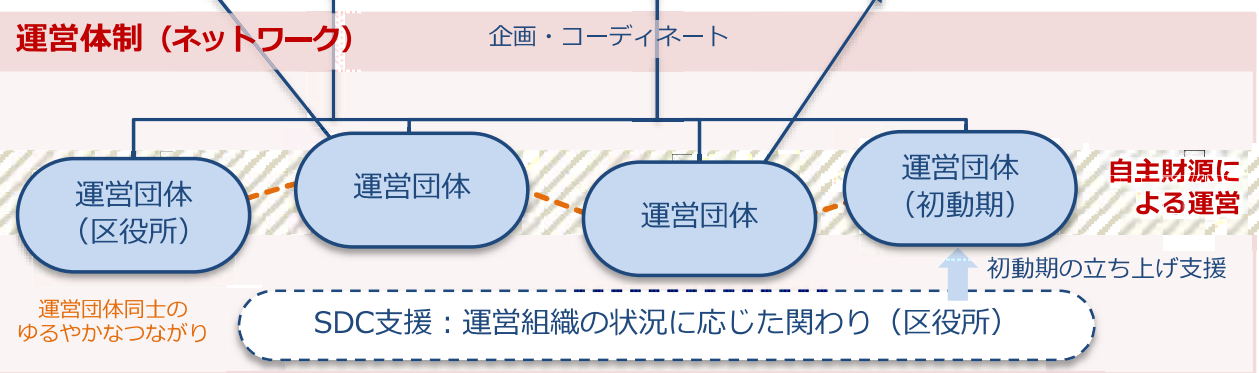 運営体制（ネットワーク）
企画・コーディネート
運営団体
（区役所）
運営団体
運営団体
運営団体
（初動期）
自主財源に
よる運営
初動期の立ち上げ支援
運営団体同士の
ゆるやかなつながり
SDC支援：運営組織の状況に応じた関わり（区役所）